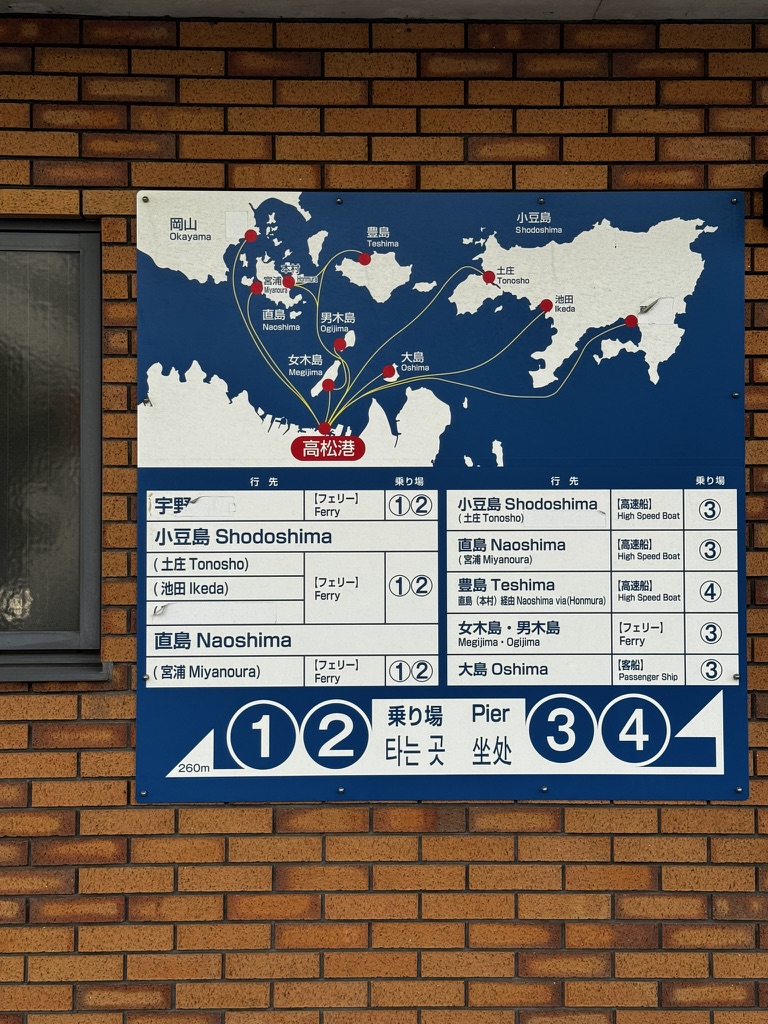 岡山
Okayama
豊島
Teshima
小豆島
Shodoshima
土庄
Tonosho
本村
Honmura
宮浦
Miyanoura
池田
Ikeda
直島
Naoshima
男木島
Ogijima
女木島
Megijima
大島
Oshima
高松港
行先 乗り場
宇野 【フェリー】 Ferry ①②
小豆島 Shodoshima
(土庄 Tonosho)
(池田 Ikeda) 【フェリー】 Ferry ①②
直島 Naoshima
(宮浦 Miyanoura) 【フェリー】 Ferry ①②
行先 乗り場
小豆島 Shodoshima 【高速船】 ③
(土庄 Tonosho) High Speed Boat
直島 Naoshima 【高速船】 ③
(宮浦 Miyanoura) High Speed Boat
豊島 Teshima 【高速船】 ④
直島(本村)経由 Naoshima via(Honmura) High Speed Boat
女木島・男木島 【フェリー】 ③
Megijima・Ogijima Ferry
大島 Oshima 【客船】 Passenger Ship ③
① ② 乗り場 Pier ③ ④
타는 곳 坐处
260m